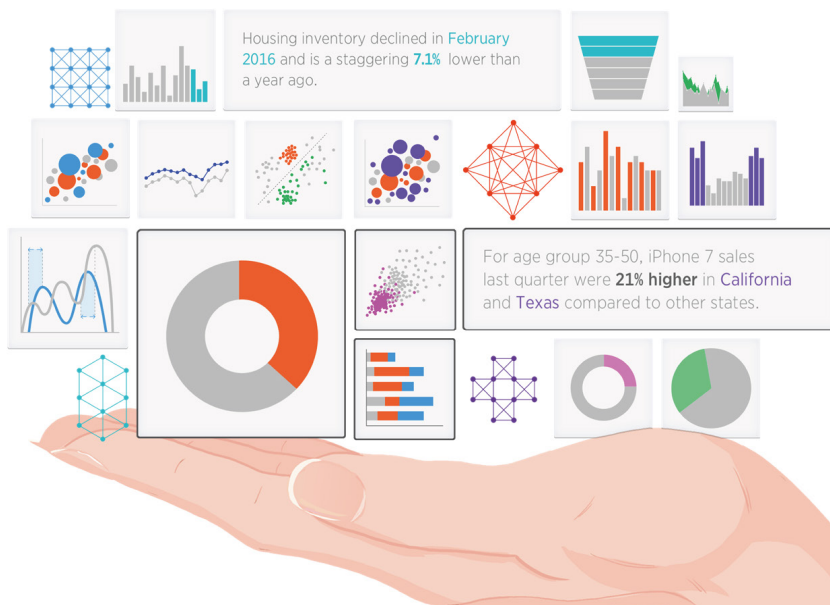 Housing inventory declined in February
2016 and is a staggering 7.1% lower than
a year ago.
For age group 35-50, iPhone 7 sales
last quarter were 21% higher in California
and Texas compared to other states.